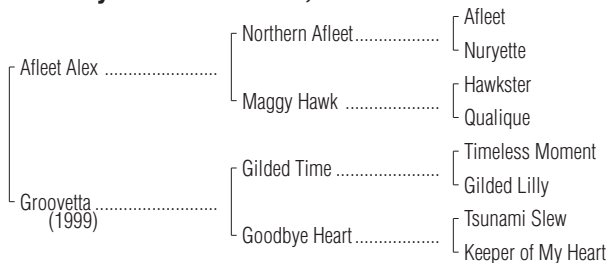 Afleet
Northern Afleet...................
Nuryette
Afleet Alex .........................
Hawkster
Maggy Hawk .....................
Qualique
Timeless Moment
Gilded Time .......................
Gilded Lilly
Groovetta ...........................
(1999)
Tsunami Slew
Goodbye Heart...................
Keeper of My Heart